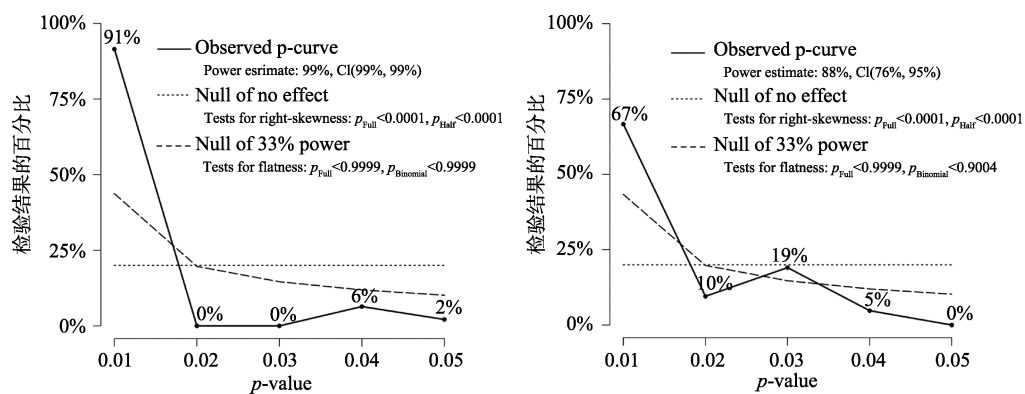 100%
75%
50%
25%
0%
检验结果的百分比
91%
0%
0%
6%
2%
Observed p-curve
Power esrimate: 99%, Cl(99%, 99%)
Null of no effect
Tests for right-skewness: pFull<0.0001, pHalf<0.0001
Null of 33% power
Tests for flatness: pFull<0.9999, pBinomial<0.9999
0.01 0.02 0.03 0.04 0.05
p-value
100%
75%
50%
25%
0%
检验结果的百分比
67%
10%
19%
5%
0%
Observed p-curve
Power estimate: 88%, Cl(76%, 95%)
Null of no effect
Tests for right-skewness: pFull<0.0001, pHalf<0.0001
Null of 33% power
Tests for flatness: pFull<0.9999, pBinomial<0.9004
0.01 0.02 0.03 0.04 0.05
p-value